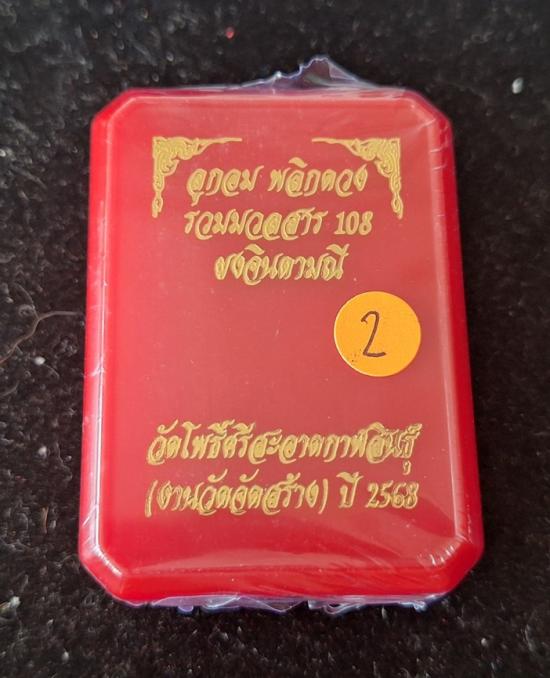 ลูกอม พลิกดวง
รวมมวลสาร 108
ผงจินดามณี
2
วัดโพธิ์ศรีสะอาดกาฬสินธุ์
(งานวัดจัดสร้าง) ปี 2568